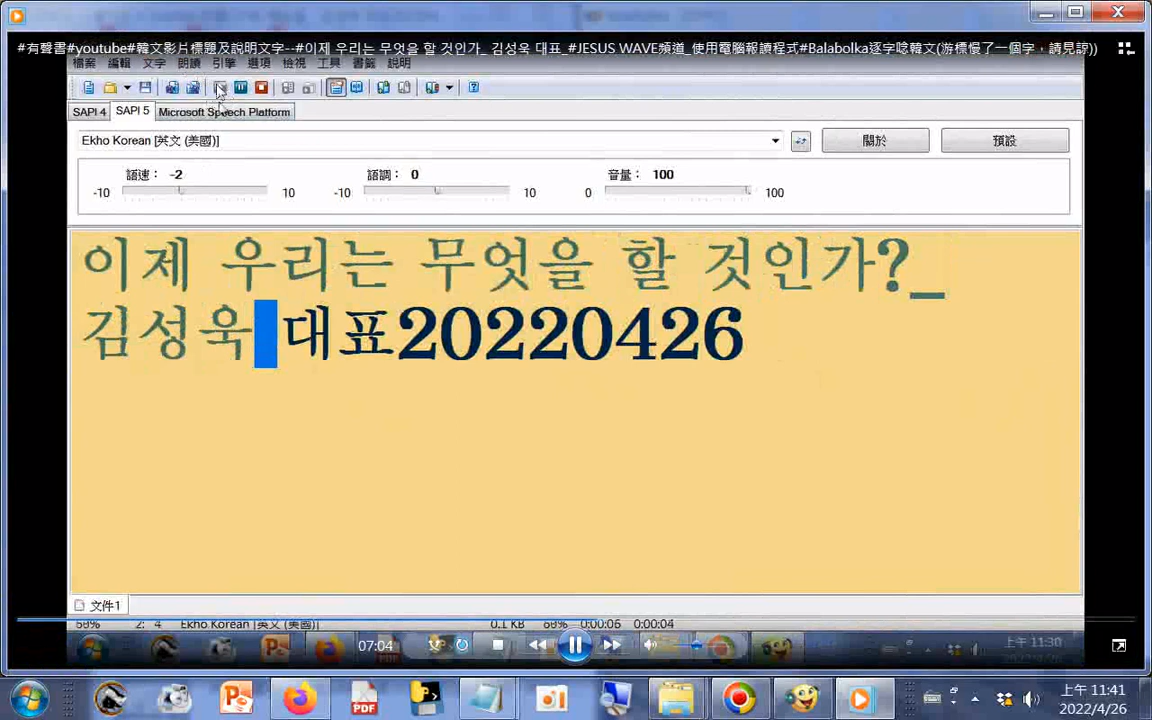 #有聲書#youtube#韓文影片標題及說明文字--#이제 우리는 무엇을 할 것인가_ 김성욱 대표_#JESUS WAVE頻道_使用電腦報讀程式#Balabolka逐字唸韓文(游標慢了一個字，請見諒))
檔案 編輯 文字 朗讀 引擎 選項 檢視 工具 書籤 說明
SAPI 4 SAPI 5 Microsoft Speech Platform
Ekho Korean [英文 (美國)] 關於 預設
語速： -2 語調： 0 音量： 100
-10 10 -10 10 0 100
이제 우리는 무엇을 할 것인가?_
김성욱 대표20220426
文件1
2: 4 Ekho Korean [英文 (美國)] 0.1 KB 0:00:06 0:00:04
07:04 上午 11:30
上午 11:41
2022/4/26